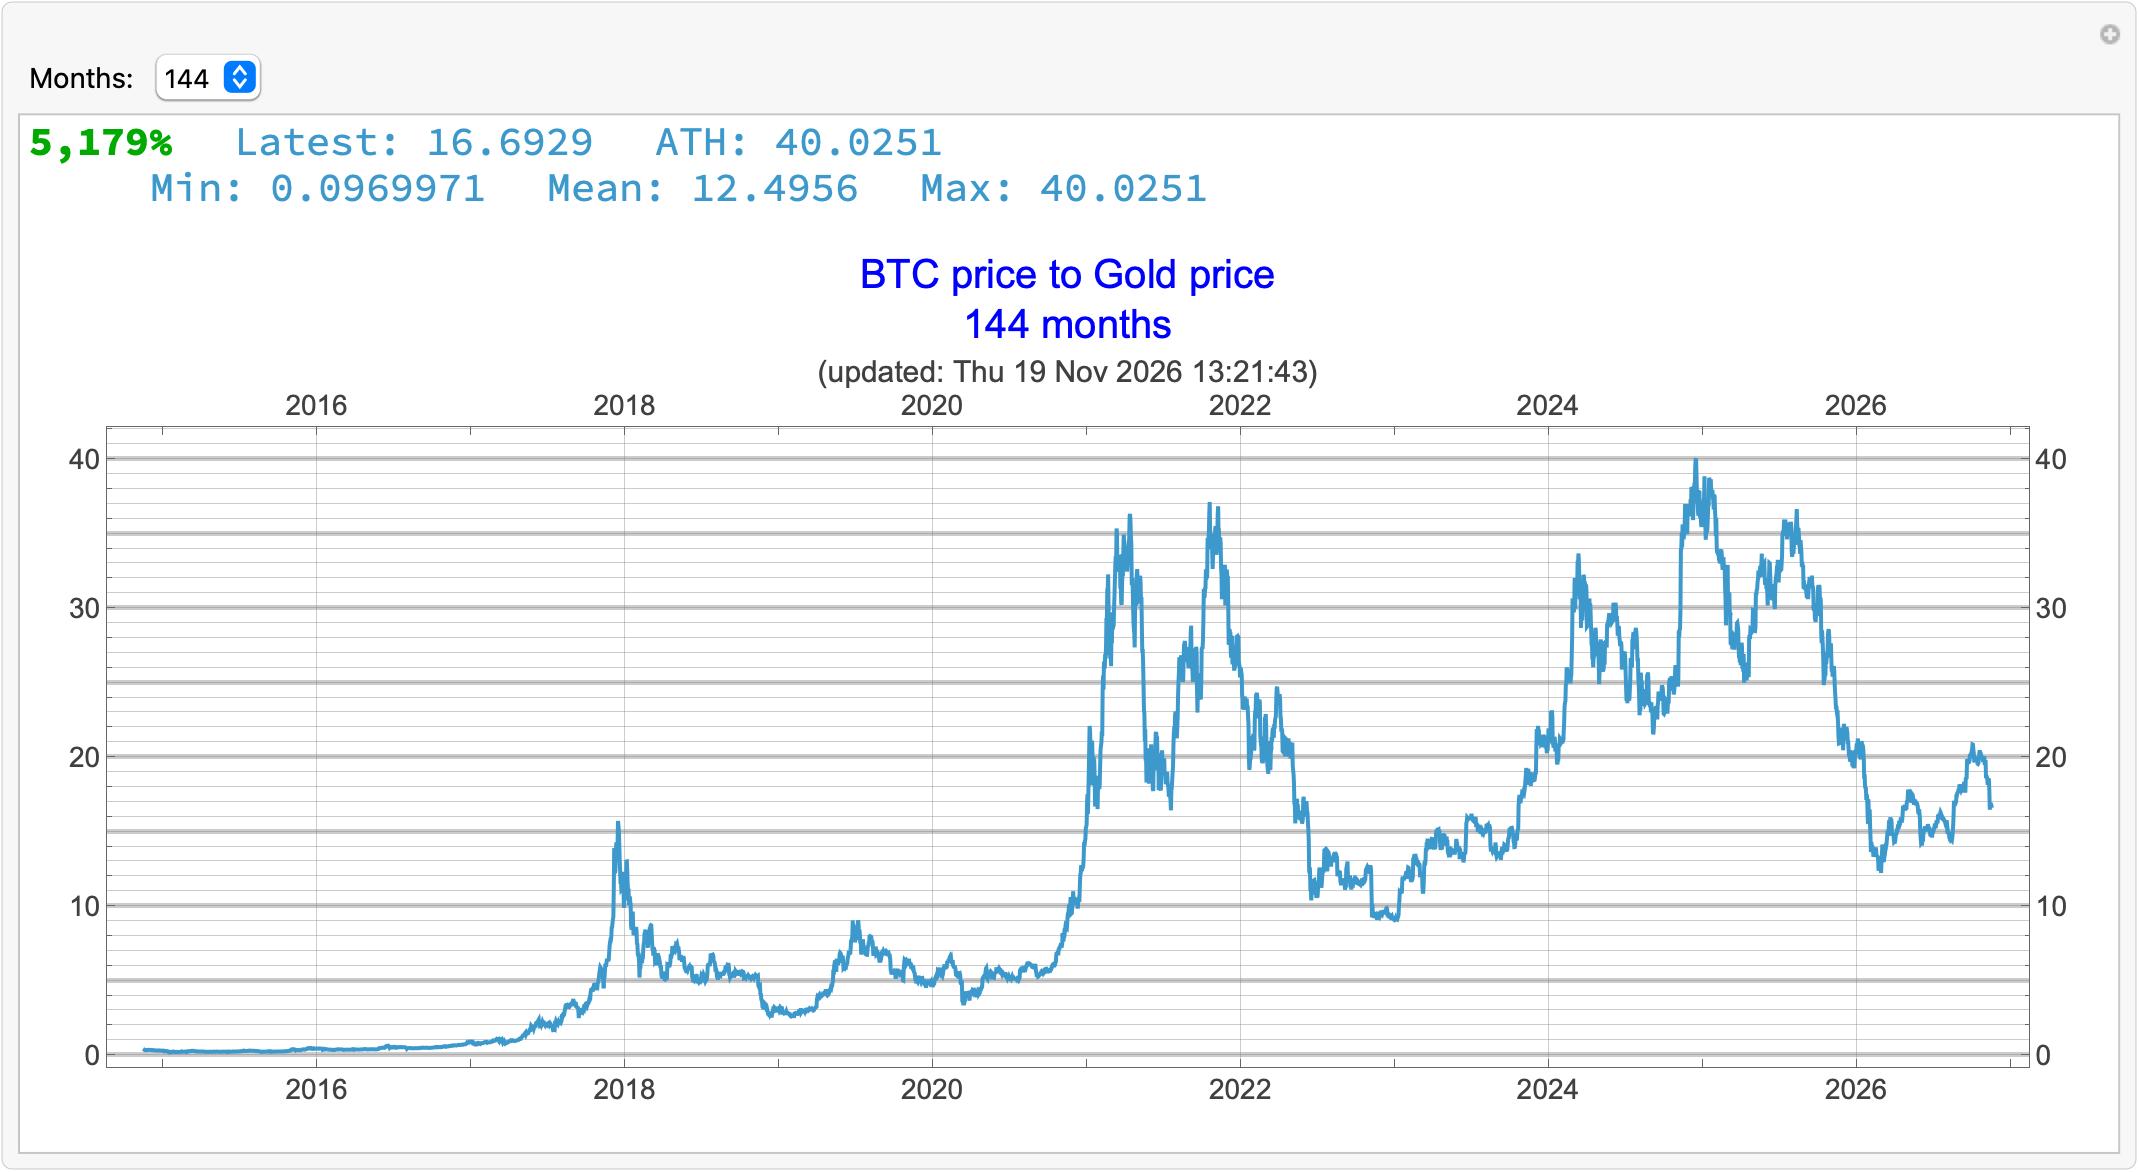 Months: 144
5,179% Latest: 16.6929 ATH: 40.0251
Min: 0.0969971 Mean: 12.4956 Max: 40.0251
BTC price to Gold price
144 months
(updated: Thu 19 Nov 2026 13:21:43)
2016 2018 2020 2022 2024 2026
40 40
30 30
20 20
10 10
0 0
2016 2018 2020 2022 2024 2026